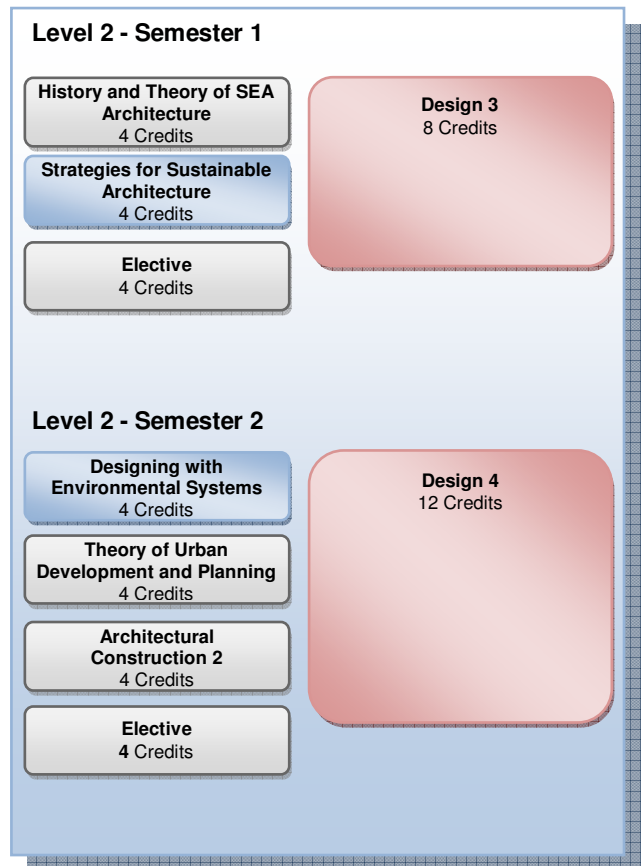 Level 2 - Semester 1
History and Theory of SEA
Architecture
4 Credits
Strategies for Sustainable
Architecture
4 Credits
Elective
4 Credits
Design 3
8 Credits
Level 2 - Semester 2
Designing with
Environmental Systems
4 Credits
Theory of Urban
Development and Planning
4 Credits
Architectural
Construction 2
4 Credits
Elective
4 Credits
Design 4
12 Credits